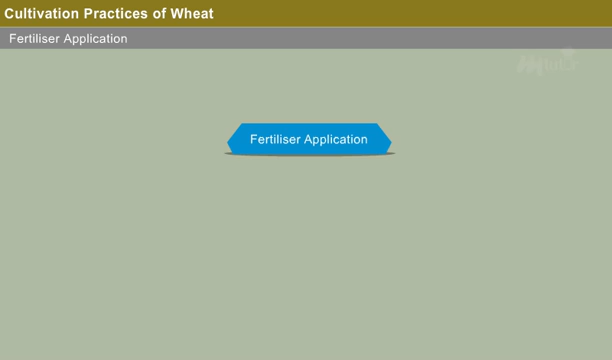 Cultivation Practices of Wheat
Fertiliser Application
Fertiliser Application